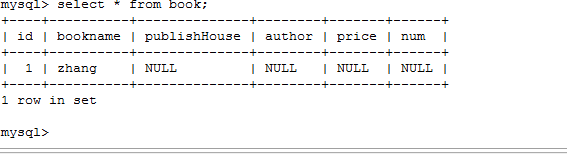 mysql> select * from book;
+----+----------+--------------+--------+-------+------+
| id | bookname | publishHouse | author | price | num  |
+----+----------+--------------+--------+-------+------+
|  1 | zhang    | NULL         | NULL   | NULL  | NULL |
+----+----------+--------------+--------+-------+------+
1 row in set
mysql>